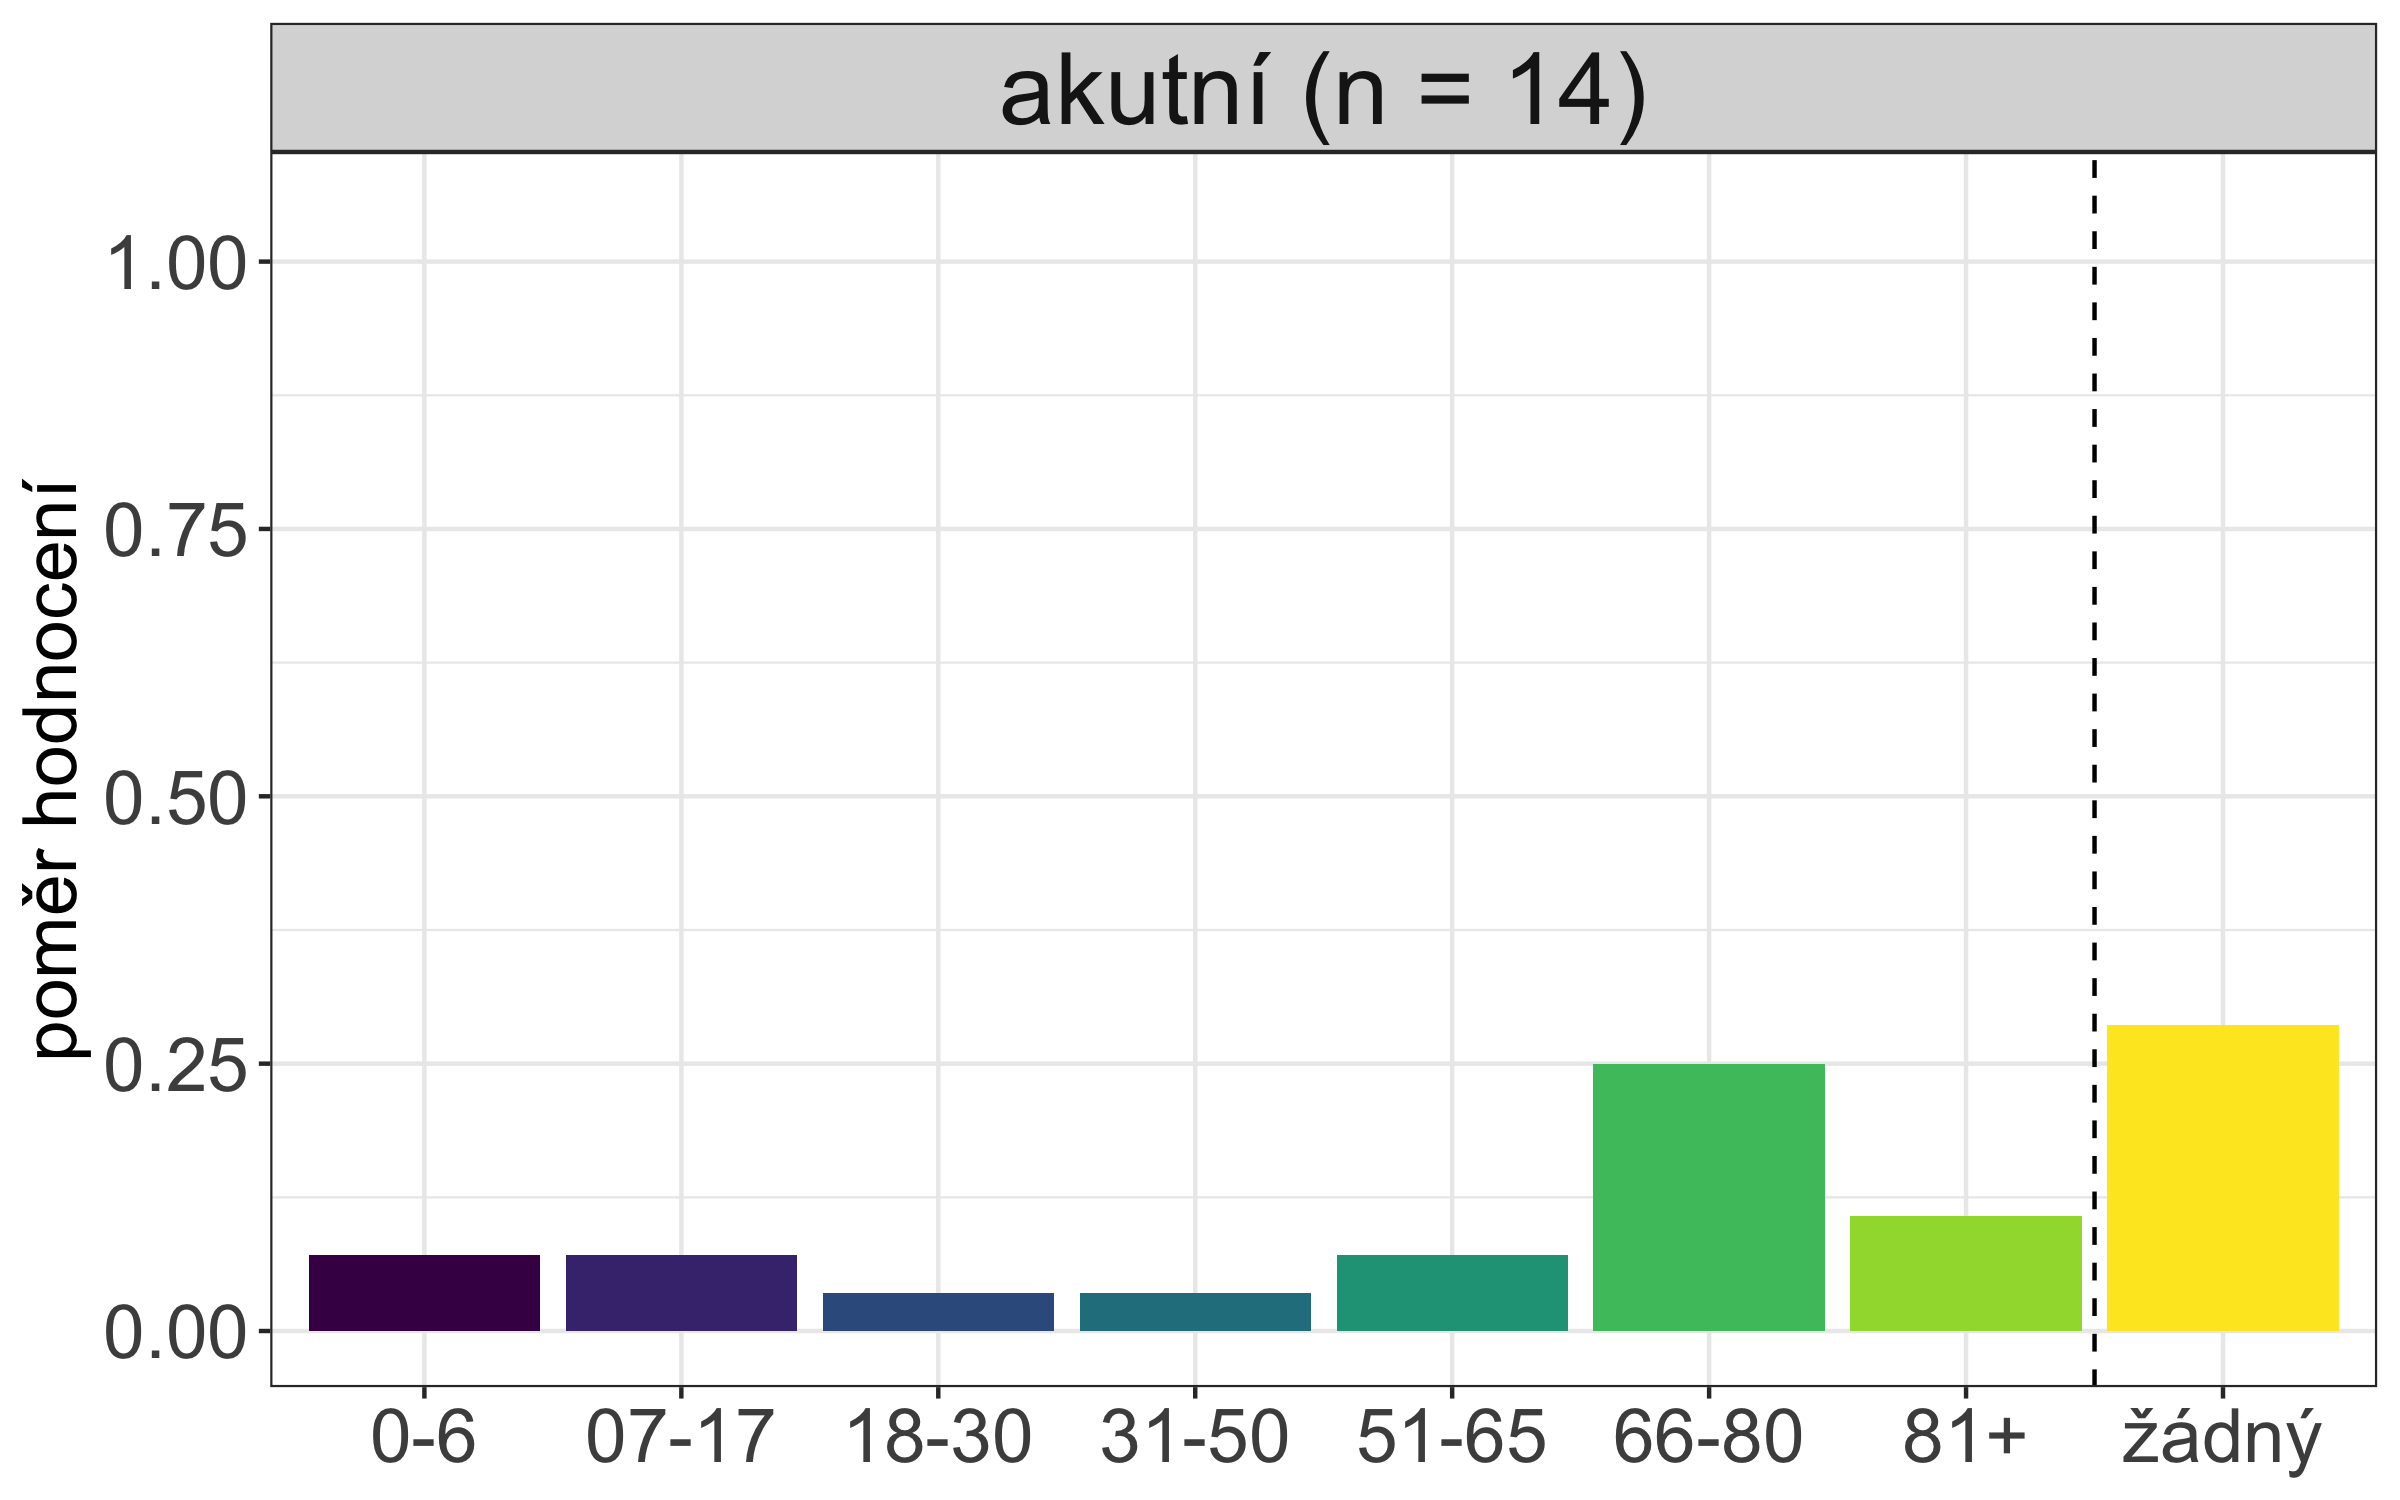 akutní (n = 14)
poměr hodnocení
1.00
0.75
0.50
0.25
0.00
0-6 07-17 18-30 31-50 51-65 66-80 81+ žádný